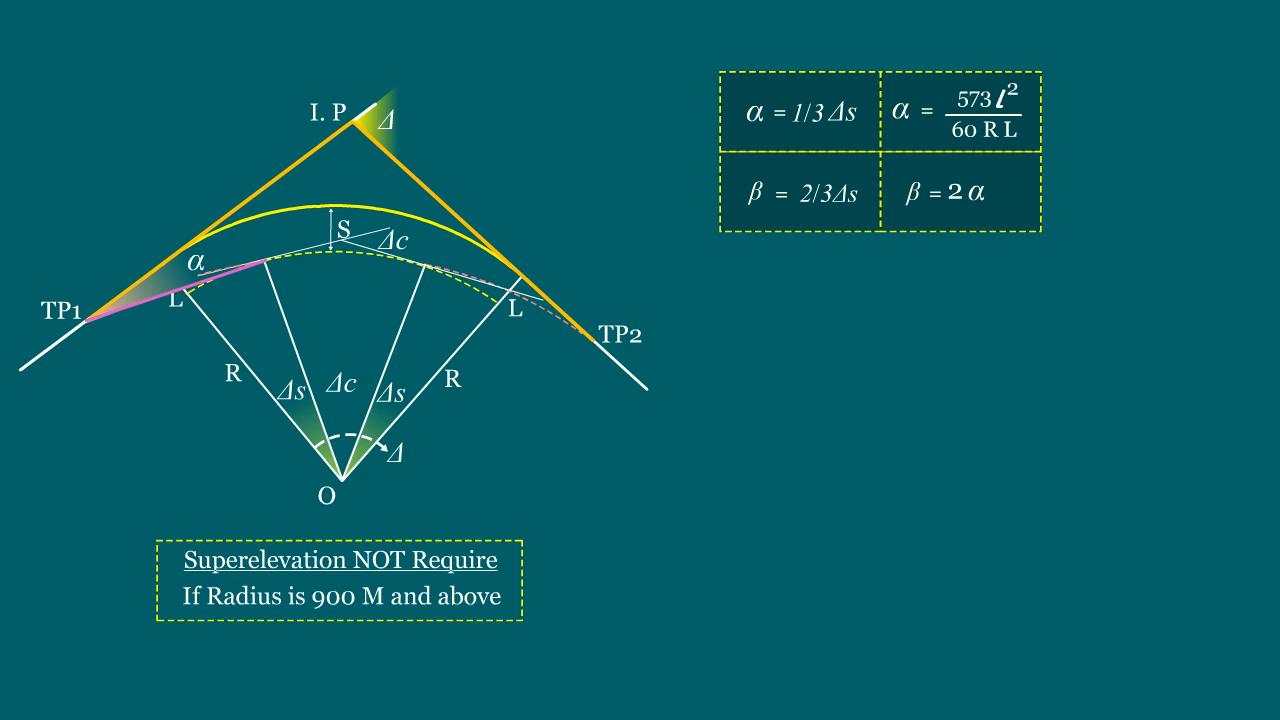 I. P
Δ
S
Δc
α
L
TP1
L
TP2
R
R
Δs
Δc
Δs
Δ
O
Superelevation NOT Require
If Radius is 900 M and above
α = 1/3 Δs
α = 573 l² / 60 R L
β = 2/3Δs
β = 2 α